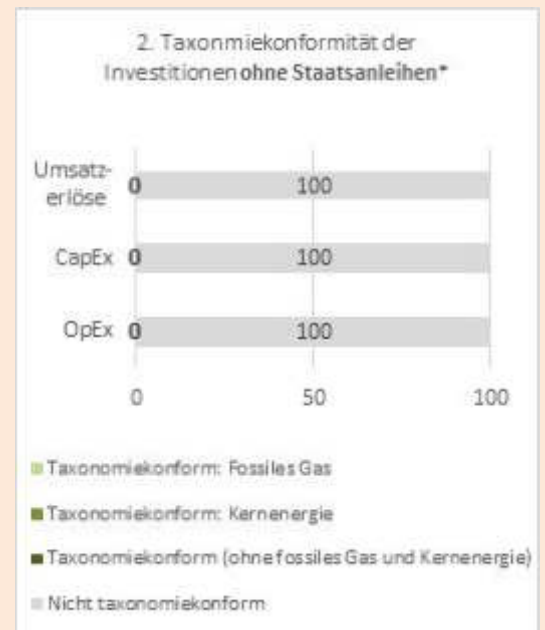 2. Taxonmiekonformität der
Investitionen ohne Staatsanleihen*
Umsatz-
erlöse
0 100
CapEx 0 100
OpEx 0 100
0 50 100
Taxonomiekonform: Fossiles Gas
Taxonomiekonform: Kernenergie
Taxonomiekonform (ohne fossiles Gas und Kernenergie)
Nicht taxonomiekonform